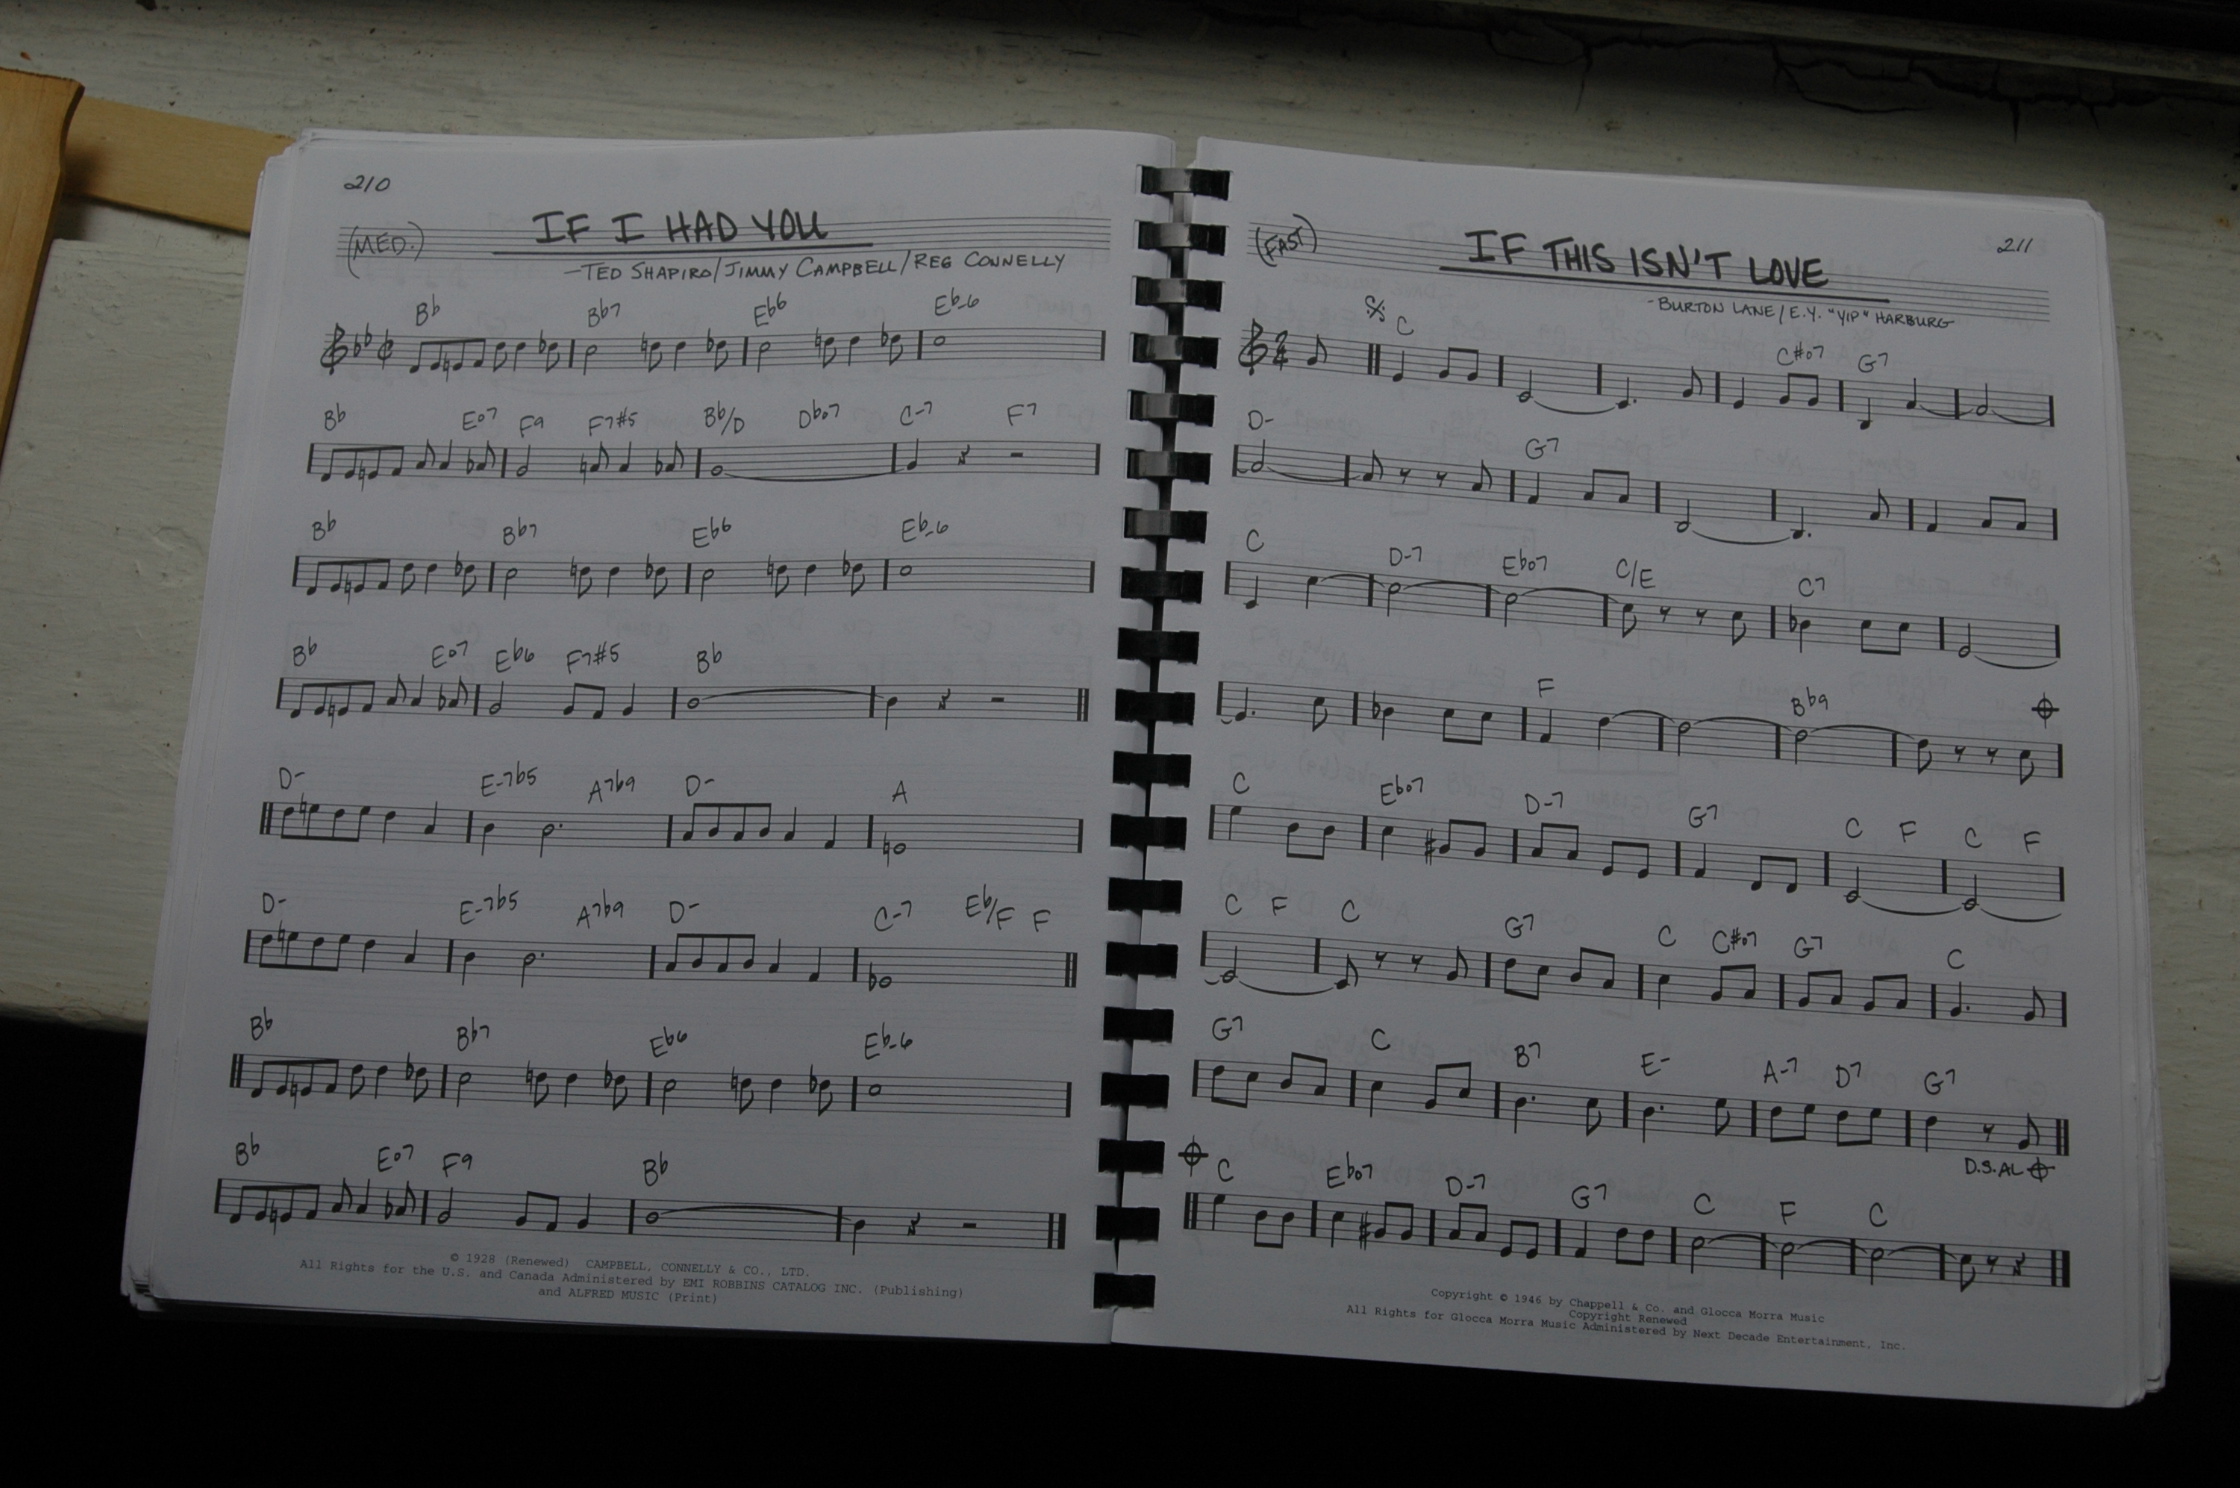 210
(MED.)
IF I HAD YOU
-TED SHAPIRO/JIMMY CAMPBELL/REG CONNELLY
Bb Bb7 Eb6 Eb-6
Bb Eo7 F9 F7#5 Bb/D Dbo7 C-7 F7
Bb Bb7 Eb6 Eb-6
Bb Eo7 Eb6 F7#5 Bb
D- E-7b5 A7b9 D- A
D- E-7b5 A7b9 D- C-7 Eb/F F
Bb Bb7 Eb6 Eb-6
Bb Eo7 F9 Bb
© 1928 (Renewed) CAMPBELL, CONNELLY & CO., LTD.
All Rights for the U.S. and Canada Administered by EMI ROBBINS CATALOG INC. (Publishing)
and ALFRED MUSIC (Print)
(FAST)
IF THIS ISN'T LOVE
211
-BURTON LANE/E.Y. "YIP" HARBURG
C C#o7 G7
2
4
D- G7
C D-7 Ebo7 C/E C7
F Bb9
C Ebo7 D-7 G7 C F C F
C F C G7 C C#o7 G7 C
G7 C B7 E- A-7 D7 G7
D.S. AL
C Ebo7 D-7 G7 C F C
Copyright © 1946 by Chappell & Co. and Glocca Morra Music
Copyright Renewed
All Rights for Glocca Morra Music Administered by Next Decade Entertainment, Inc.